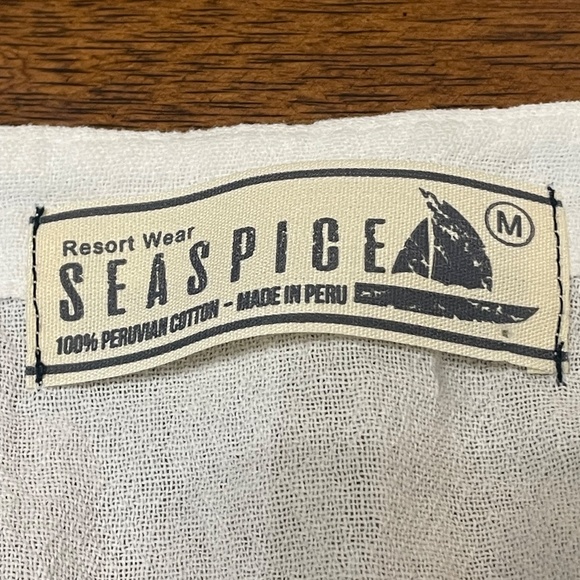 Resort Wear
SEASPICE
100% PERUVIAN COTTON - MADE IN PERU
M